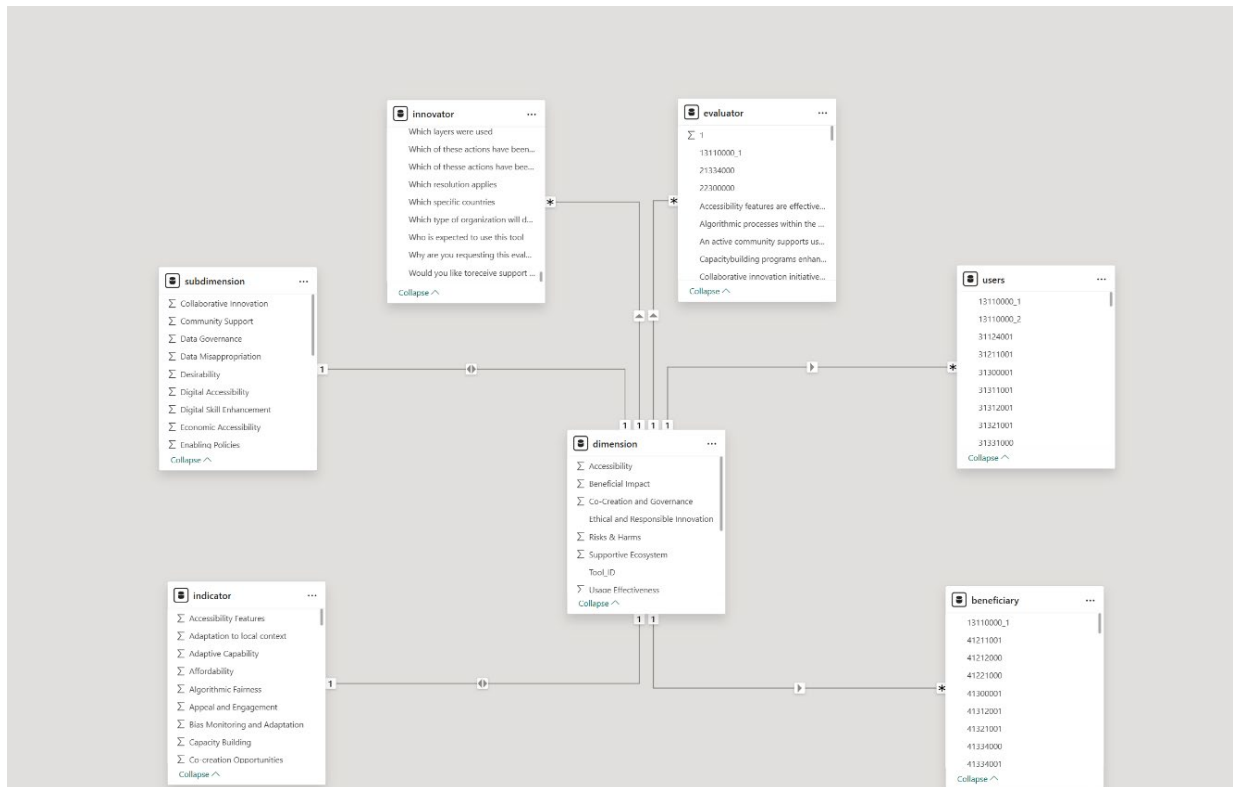 innovator
...
Which layers were used
Which of these actions have been...
Which of thesse actions have bee...
Which resolution applies
Which specific countries
Which type of organization will d...
Who is expected to use this tool
Why are you requesting this eval...
Would you like toreceive support ...
Collapse
evaluator
...
Σ 1
13110000_1
21334000
22300000
Accessibility features are effective...
Algorithmic processes within the ...
An active community supports us...
Capacitybuilding programs enhan...
Collaborative innovation initiative...
Collapse
subdimension
...
Σ Collaborative Innovation
Σ Community Support
Σ Data Governance
Σ Data Misappropriation
Σ Desirability
Σ Digital Accessibility
Σ Digital Skill Enhancement
Σ Economic Accessibility
Σ Enabling Policies
Collapse
users
...
13110000_1
13110000_2
31124001
31211001
31300001
31311001
31312001
31321001
31331000
Collapse
* *
1 *
1 1 1 1
dimension
...
Σ Accessibility
Σ Beneficial Impact
Σ Co-Creation and Governance
Ethical and Responsible Innovation
Σ Risks & Harms
Σ Supportive Ecosystem
Tool_ID
Σ Usage Effectiveness
Collapse
1 1
indicator
...
Σ Accessibility Features
Σ Adaptation to local context
Σ Adaptive Capability
Σ Affordability
Σ Algorithmic Fairness
Σ Appeal and Engagement
Σ Bias Monitoring and Adaptation
Σ Capacity Building
Σ Co-creation Opportunities
Collapse
1 *
beneficiary
...
13110000_1
41211001
41212000
41221000
41300001
41312001
41321001
41334000
41334001
Collapse